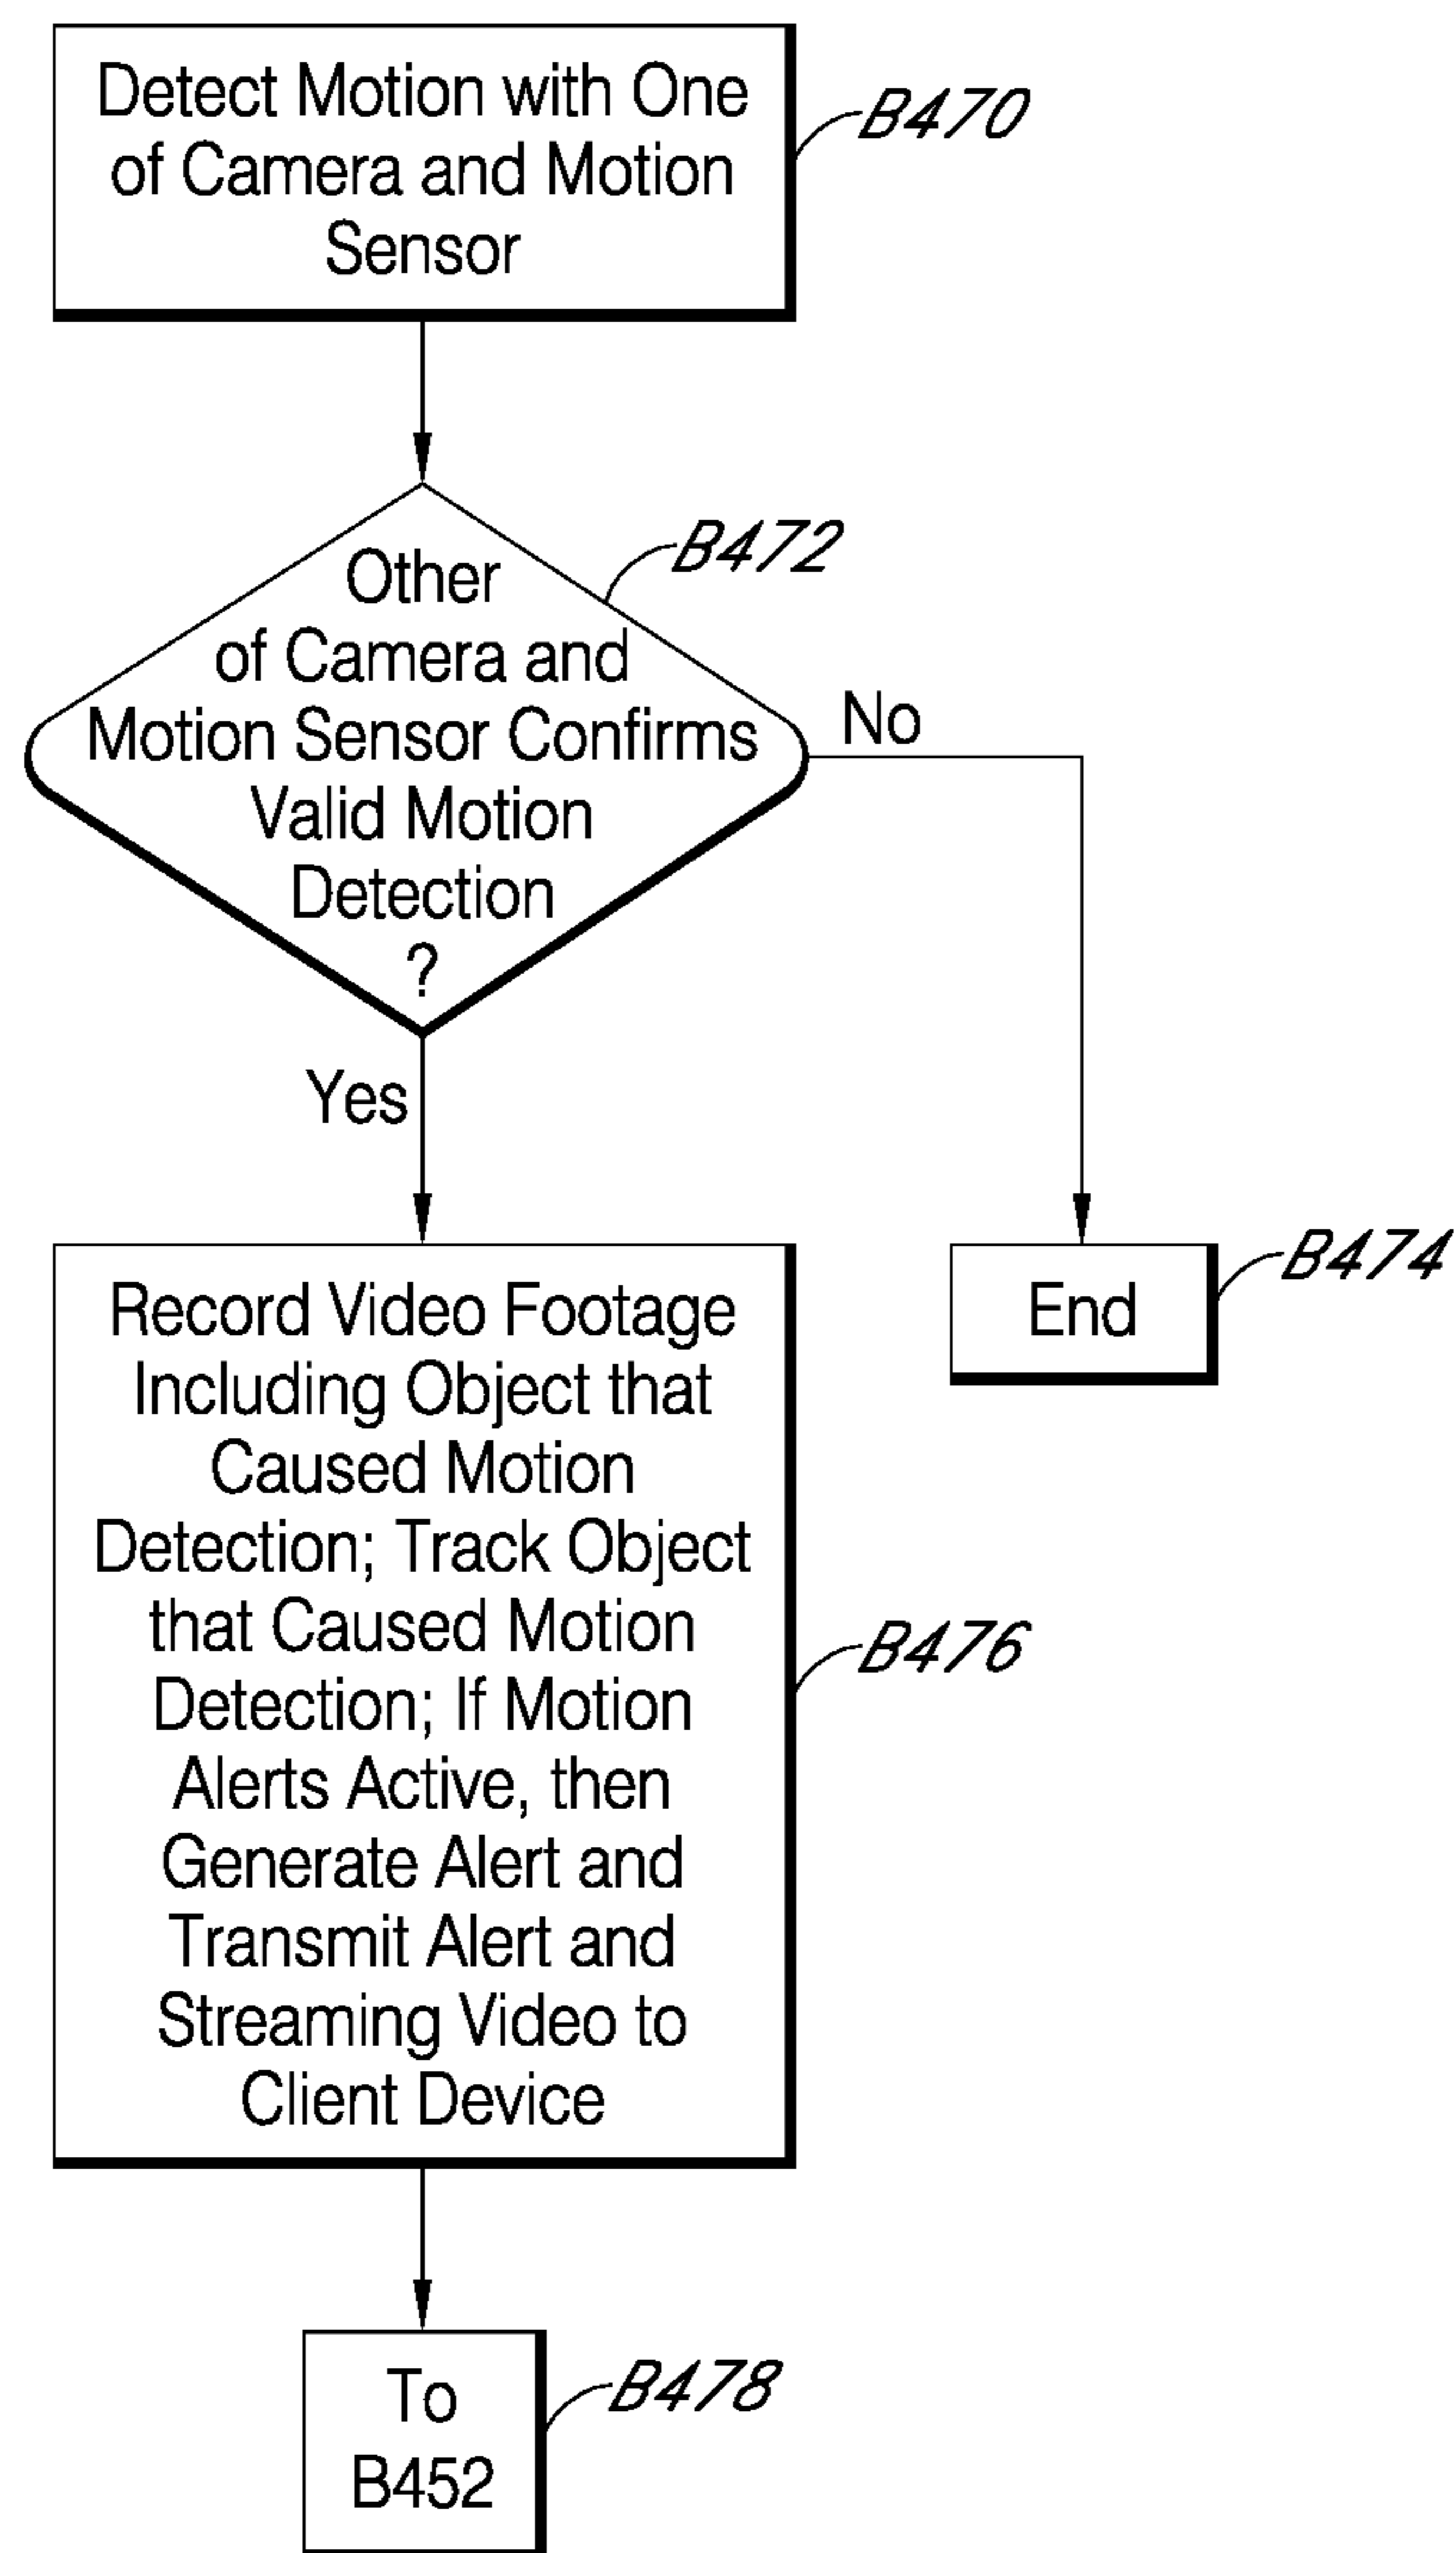 Detect Motion with One
of Camera and Motion
Sensor
B470
Other
of Camera and
Motion Sensor Confirms
Valid Motion
Detection
?
B472
No
Yes
Record Video Footage
Including Object that
Caused Motion
Detection; Track Object
that Caused Motion
Detection; If Motion
Alerts Active, then
Generate Alert and
Transmit Alert and
Streaming Video to
Client Device
B476
End
B474
To
B452
B478